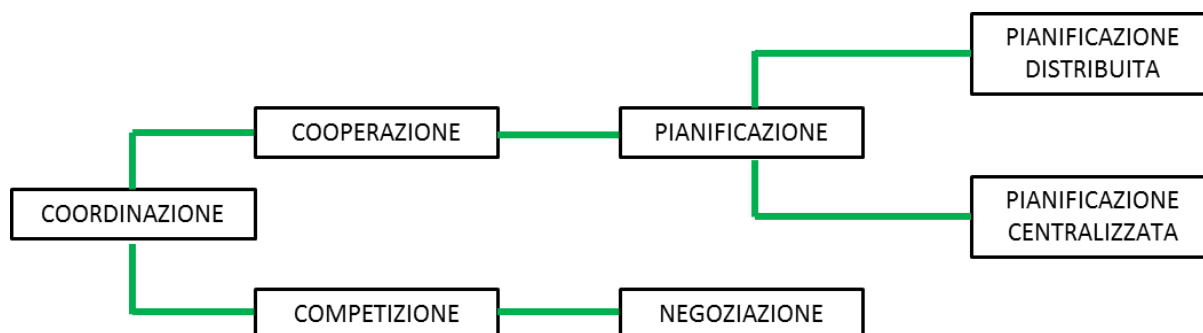 PIANIFICAZIONE
DISTRIBUITA
COOPERAZIONE
PIANIFICAZIONE
COORDINAZIONE
PIANIFICAZIONE
CENTRALIZZATA
COMPETIZIONE
NEGOZIAZIONE